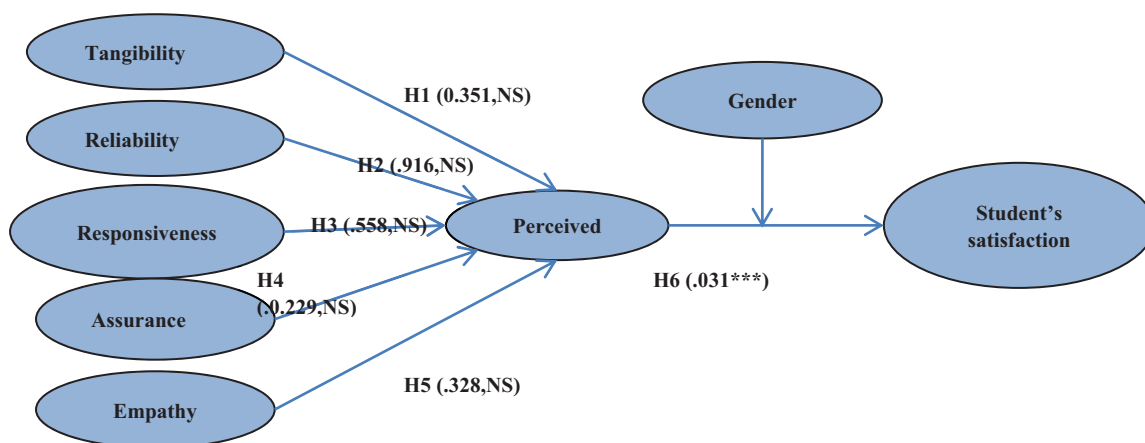 Tangibility
H1 (0.351,NS)
Gender
Reliability
H2 (.916,NS)
Responsiveness
H3 (.558,NS)
Perceived
Student’s
satisfaction
H4
(.0.229,NS)
H6 (.031***)
Assurance
H5 (.328,NS)
Empathy